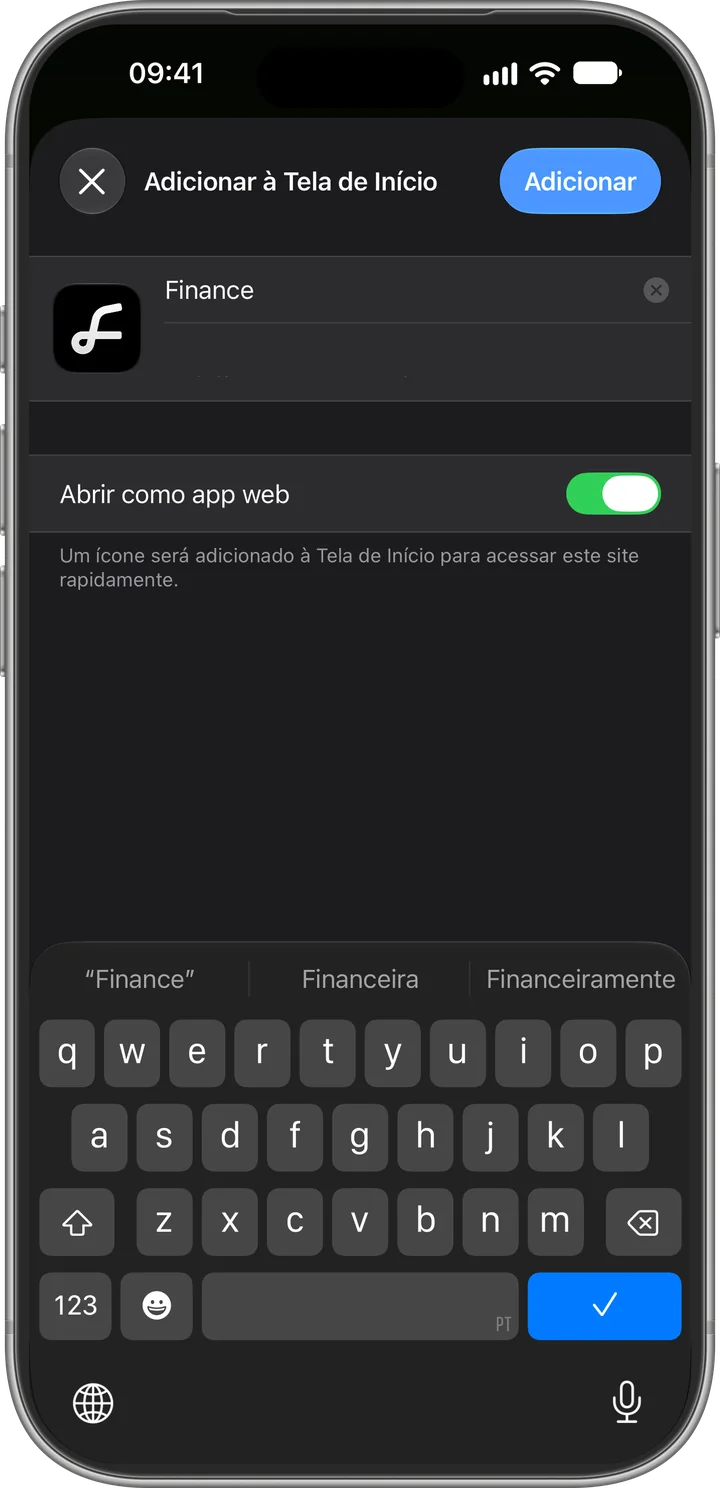 09:41
Adicionar à Tela de Início
Adicionar
Finance
Abrir como app web
Um ícone será adicionado à Tela de Início para acessar este site
rapidamente.
“Finance” Financeira Financeiramente
q w e r t y u i o p
a s d f g h j k l
z x c v b n m
123
PT